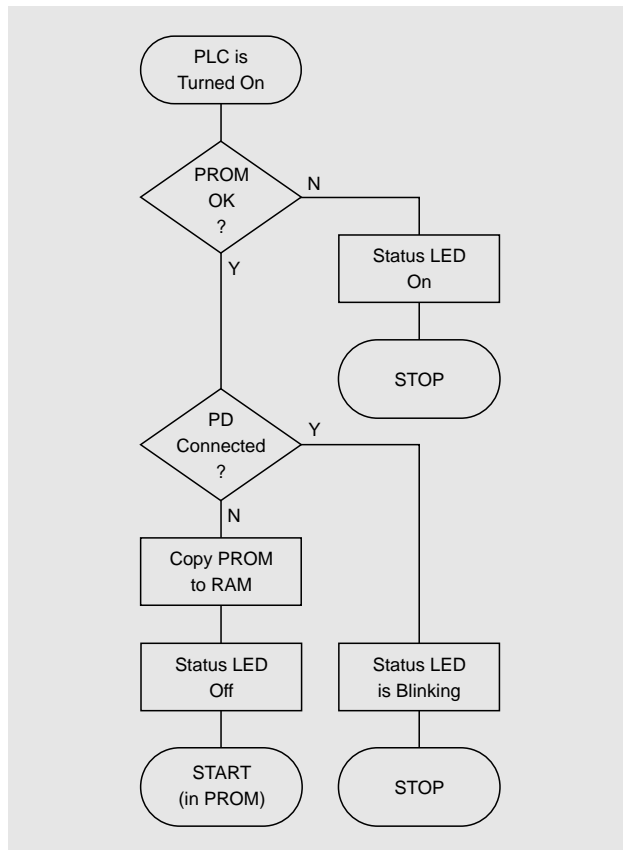 PLC is
Turned On
PROM
OK
?
N
Y
Status LED
On
STOP
PD
Connected
?
Y
N
Copy PROM
to RAM
Status LED
Off
Status LED
is Blinking
START
(in PROM)
STOP